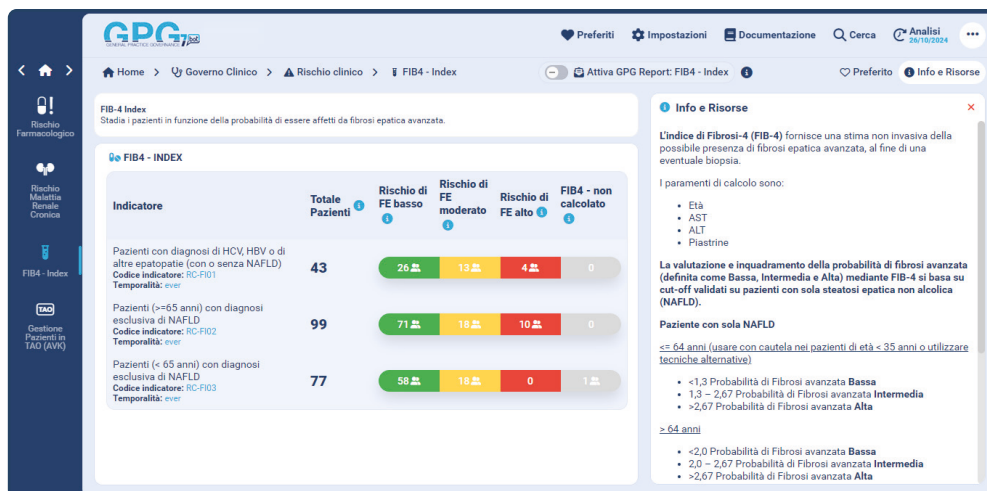 GPG 7 bot
GENERAL PRACTICE GOVERNANCE
Preferiti
Impostazioni
Documentazione
Cerca
Analisi
26/10/2024
Home > Governo Clinico > Rischio clinico > FIB4 - Index
Attiva GPG Report: FIB4 - Index
Preferito
Info e Risorse
Rischio
Farmacologico
Rischio
Malattia
Renale
Cronica
FIB4 - Index
TAO
Gestione
Pazienti in
TAO (AVK)
FIB-4 Index
Stadia i pazienti in funzione della probabilità di essere affetti da fibrosi epatica avanzata.
FIB4 - INDEX
Indicatore
Totale
Pazienti
Rischio di
FE basso
Rischio di
FE
moderato
Rischio di
FE alto
FIB4 - non
calcolato
Pazienti con diagnosi di HCV, HBV o di
altre epatopatie (con o senza NAFLD)
Codice indicatore: RC-FI01
Temporalità: ever
43
26
13
4
0
Pazienti (>=65 anni) con diagnosi
esclusiva di NAFLD
Codice indicatore: RC-FI02
Temporalità: ever
99
71
18
10
0
Pazienti (< 65 anni) con diagnosi
esclusiva di NAFLD
Codice indicatore: RC-FI03
Temporalità: ever
77
58
18
0
1
Info e Risorse
L'indice di Fibrosi-4 (FIB-4) fornisce una stima non invasiva della
possibile presenza di fibrosi epatica avanzata, al fine di una
eventuale biopsia.
I paramenti di calcolo sono:
• Età
• AST
• ALT
• Piastrine
La valutazione e inquadramento della probabilità di fibrosi avanzata
(definita come Bassa, Intermedia e Alta) mediante FIB-4 si basa su
cut-off validati su pazienti con sola steatosi epatica non alcolica
(NAFLD).
Paziente con sola NAFLD
<= 64 anni (usare con cautela nei pazienti di età < 35 anni o utilizzare
tecniche alternative)
• <1,3 Probabilità di Fibrosi avanzata Bassa
• 1,3 – 2,67 Probabilità di Fibrosi avanzata Intermedia
• >2,67 Probabilità di Fibrosi avanzata Alta
> 64 anni
• <2,0 Probabilità di Fibrosi avanzata Bassa
• 2,0 – 2,67 Probabilità di Fibrosi avanzata Intermedia
• >2,67 Probabilità di Fibrosi avanzata Alta